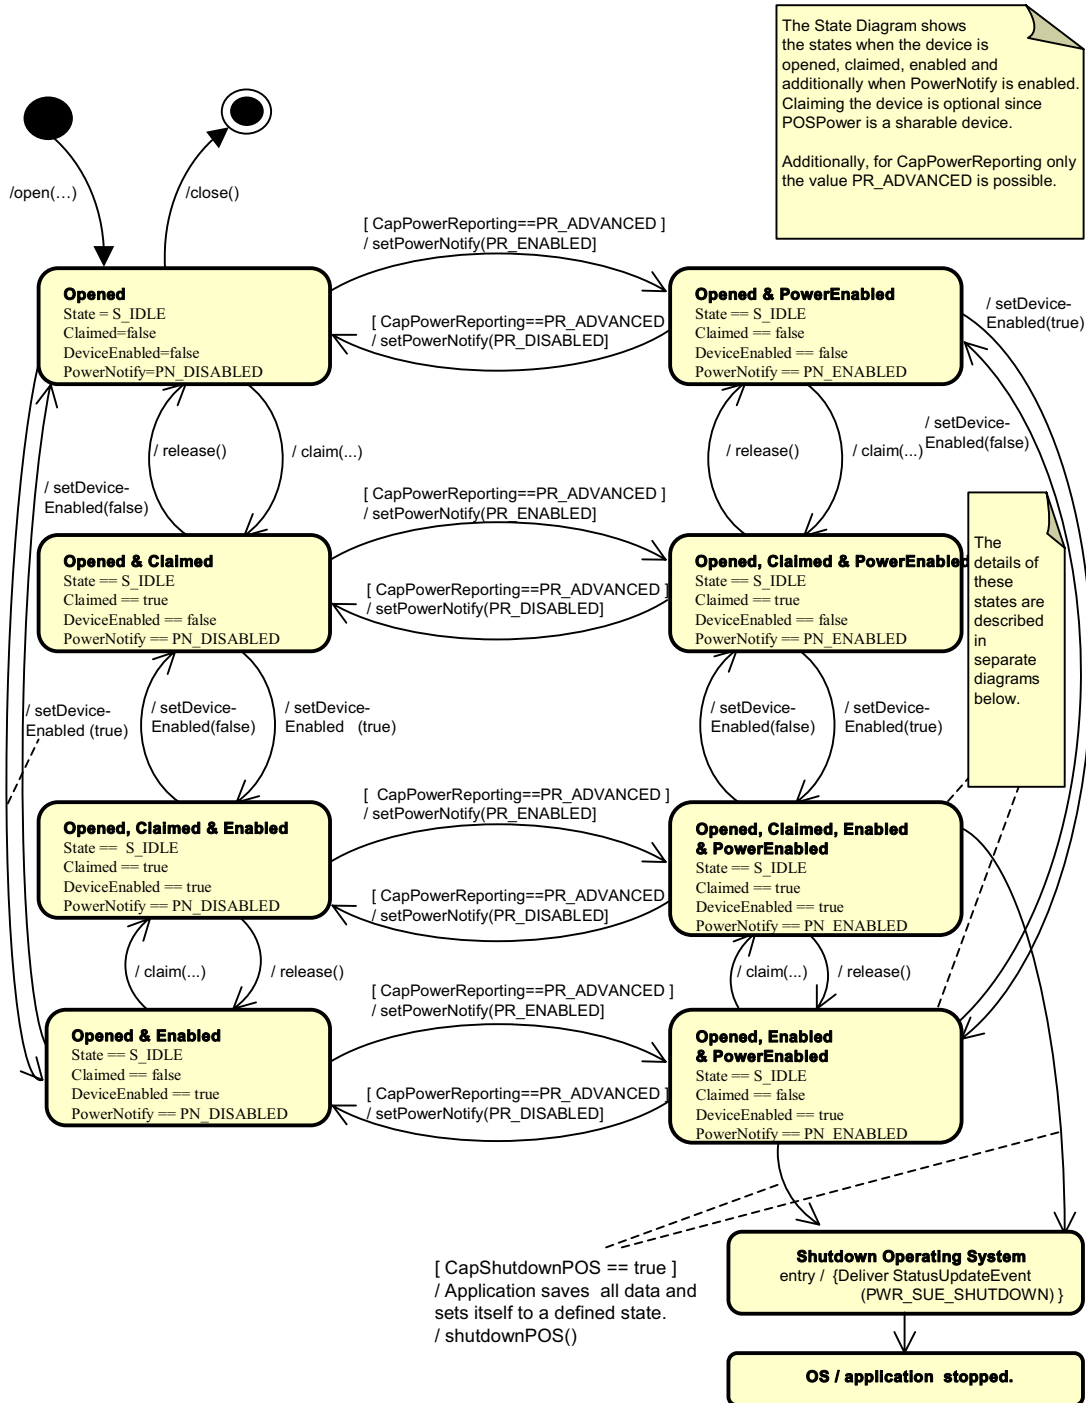 The State Diagram shows
the states when the device is
opened, claimed, enabled and
additionally when PowerNotify is enabled.
Claiming the device is optional since
POSPower is a sharable device.
Additionally, for CapPowerReporting only
the value PR_ADVANCED is possible.
/open(...)
/close()
[ CapPowerReporting==PR_ADVANCED ]
/ setPowerNotify(PR_ENABLED]
Opened
State = S_IDLE
Claimed=false
DeviceEnabled=false
PowerNotify=PN_DISABLED
[ CapPowerReporting==PR_ADVANCED
/ setPowerNotify(PR_DISABLED]
Opened & PowerEnabled
State == S_IDLE
Claimed == false
DeviceEnabled == false
PowerNotify == PN_ENABLED
/ setDevice-
Enabled(true)
/ release()
/ claim(...)
/ release()
/ claim(...)
/ setDevice-
Enabled(false)
/ setDevice-
Enabled(false)
[ CapPowerReporting==PR_ADVANCED ]
/ setPowerNotify(PR_ENABLED]
Opened & Claimed
State == S_IDLE
Claimed == true
DeviceEnabled == false
PowerNotify == PN_DISABLED
[ CapPowerReporting==PR_ADVANCED ]
/ setPowerNotify(PR_DISABLED]
Opened, Claimed & PowerEnabled
State == S_IDLE
Claimed == true
DeviceEnabled == false
PowerNotify == PN_ENABLED
The
details of
these
states are
described
in
separate
diagrams
below.
/ setDevice-
Enabled (true)
/ setDevice-
Enabled(false)
/ setDevice-
Enabled (true)
/ setDevice-
Enabled(false)
/ setDevice-
Enabled(true)
[ CapPowerReporting==PR_ADVANCED ]
/ setPowerNotify(PR_ENABLED]
Opened, Claimed & Enabled
State == S_IDLE
Claimed == true
DeviceEnabled == true
PowerNotify == PN_DISABLED
[ CapPowerReporting==PR_ADVANCED
/ setPowerNotify(PR_DISABLED]
Opened, Claimed, Enabled
& PowerEnabled
State == S_IDLE
Claimed == true
DeviceEnabled == true
PowerNotify == PN_ENABLED
/ claim(...)
/ release()
/ claim(...)
/ release()
[ CapPowerReporting==PR_ADVANCED ]
/ setPowerNotify(PR_ENABLED]
Opened & Enabled
State == S_IDLE
Claimed == false
DeviceEnabled == true
PowerNotify == PN_DISABLED
[ CapPowerReporting==PR_ADVANCED ]
/ setPowerNotify(PR_DISABLED]
Opened, Enabled
& PowerEnabled
State == S_IDLE
Claimed == false
DeviceEnabled == true
PowerNotify == PN_ENABLED
[ CapShutdownPOS == true ]
/ Application saves all data and
sets itself to a defined state.
/ shutdownPOS()
Shutdown Operating System
entry / {Deliver StatusUpdateEvent
(PWR_SUE_SHUTDOWN) }
OS / application stopped.